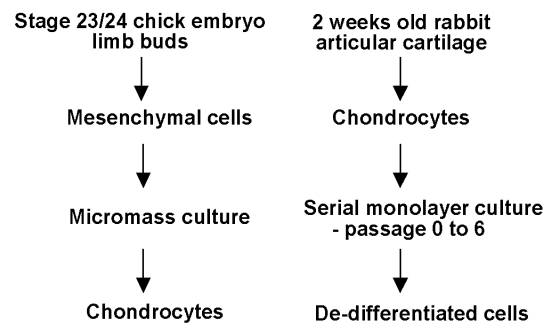 Stage 23/24 chick embryo
limb buds
Mesenchymal cells
Micromass culture
Chondrocytes
2 weeks old rabbit
articular cartilage
Chondrocytes
Serial monolayer culture
- passage 0 to 6
De-differentiated cells